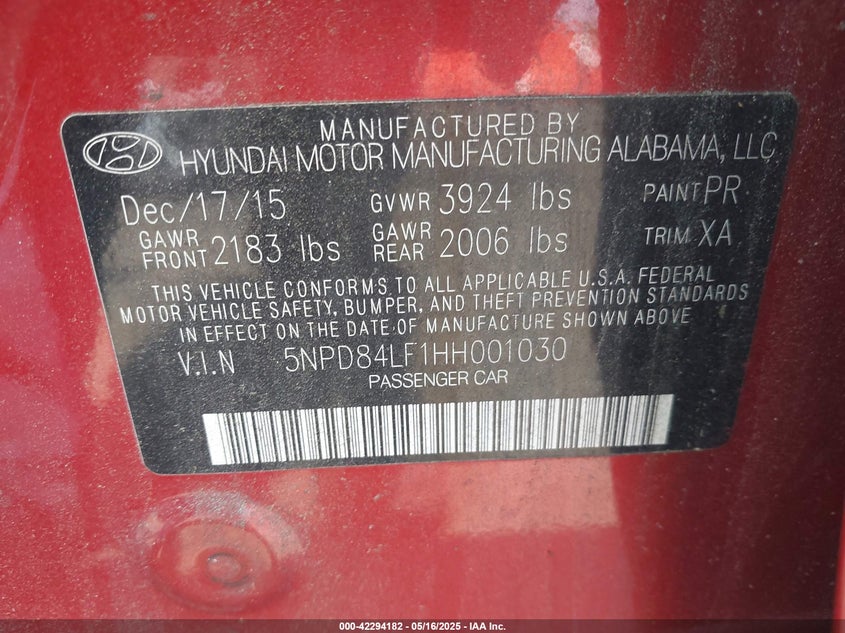 MANUFACTURED BY
HYUNDAI MOTOR MANUFACTURING ALABAMA, LLC
Dec/17/15 GVWR 3924 lbs PAINT PR
GAWR FRONT 2183 lbs GAWR REAR 2006 lbs TRIM XA
THIS VEHICLE CONFORMS TO ALL APPLICABLE U.S.A. FEDERAL
MOTOR VEHICLE SAFETY, BUMPER, AND THEFT PREVENTION STANDARDS
IN EFFECT ON THE DATE OF MANUFACTURE SHOWN ABOVE
V.I.N 5NPD84LF1HH001030
PASSENGER CAR
000-42294182 - 05/16/2025 - IAA Inc.